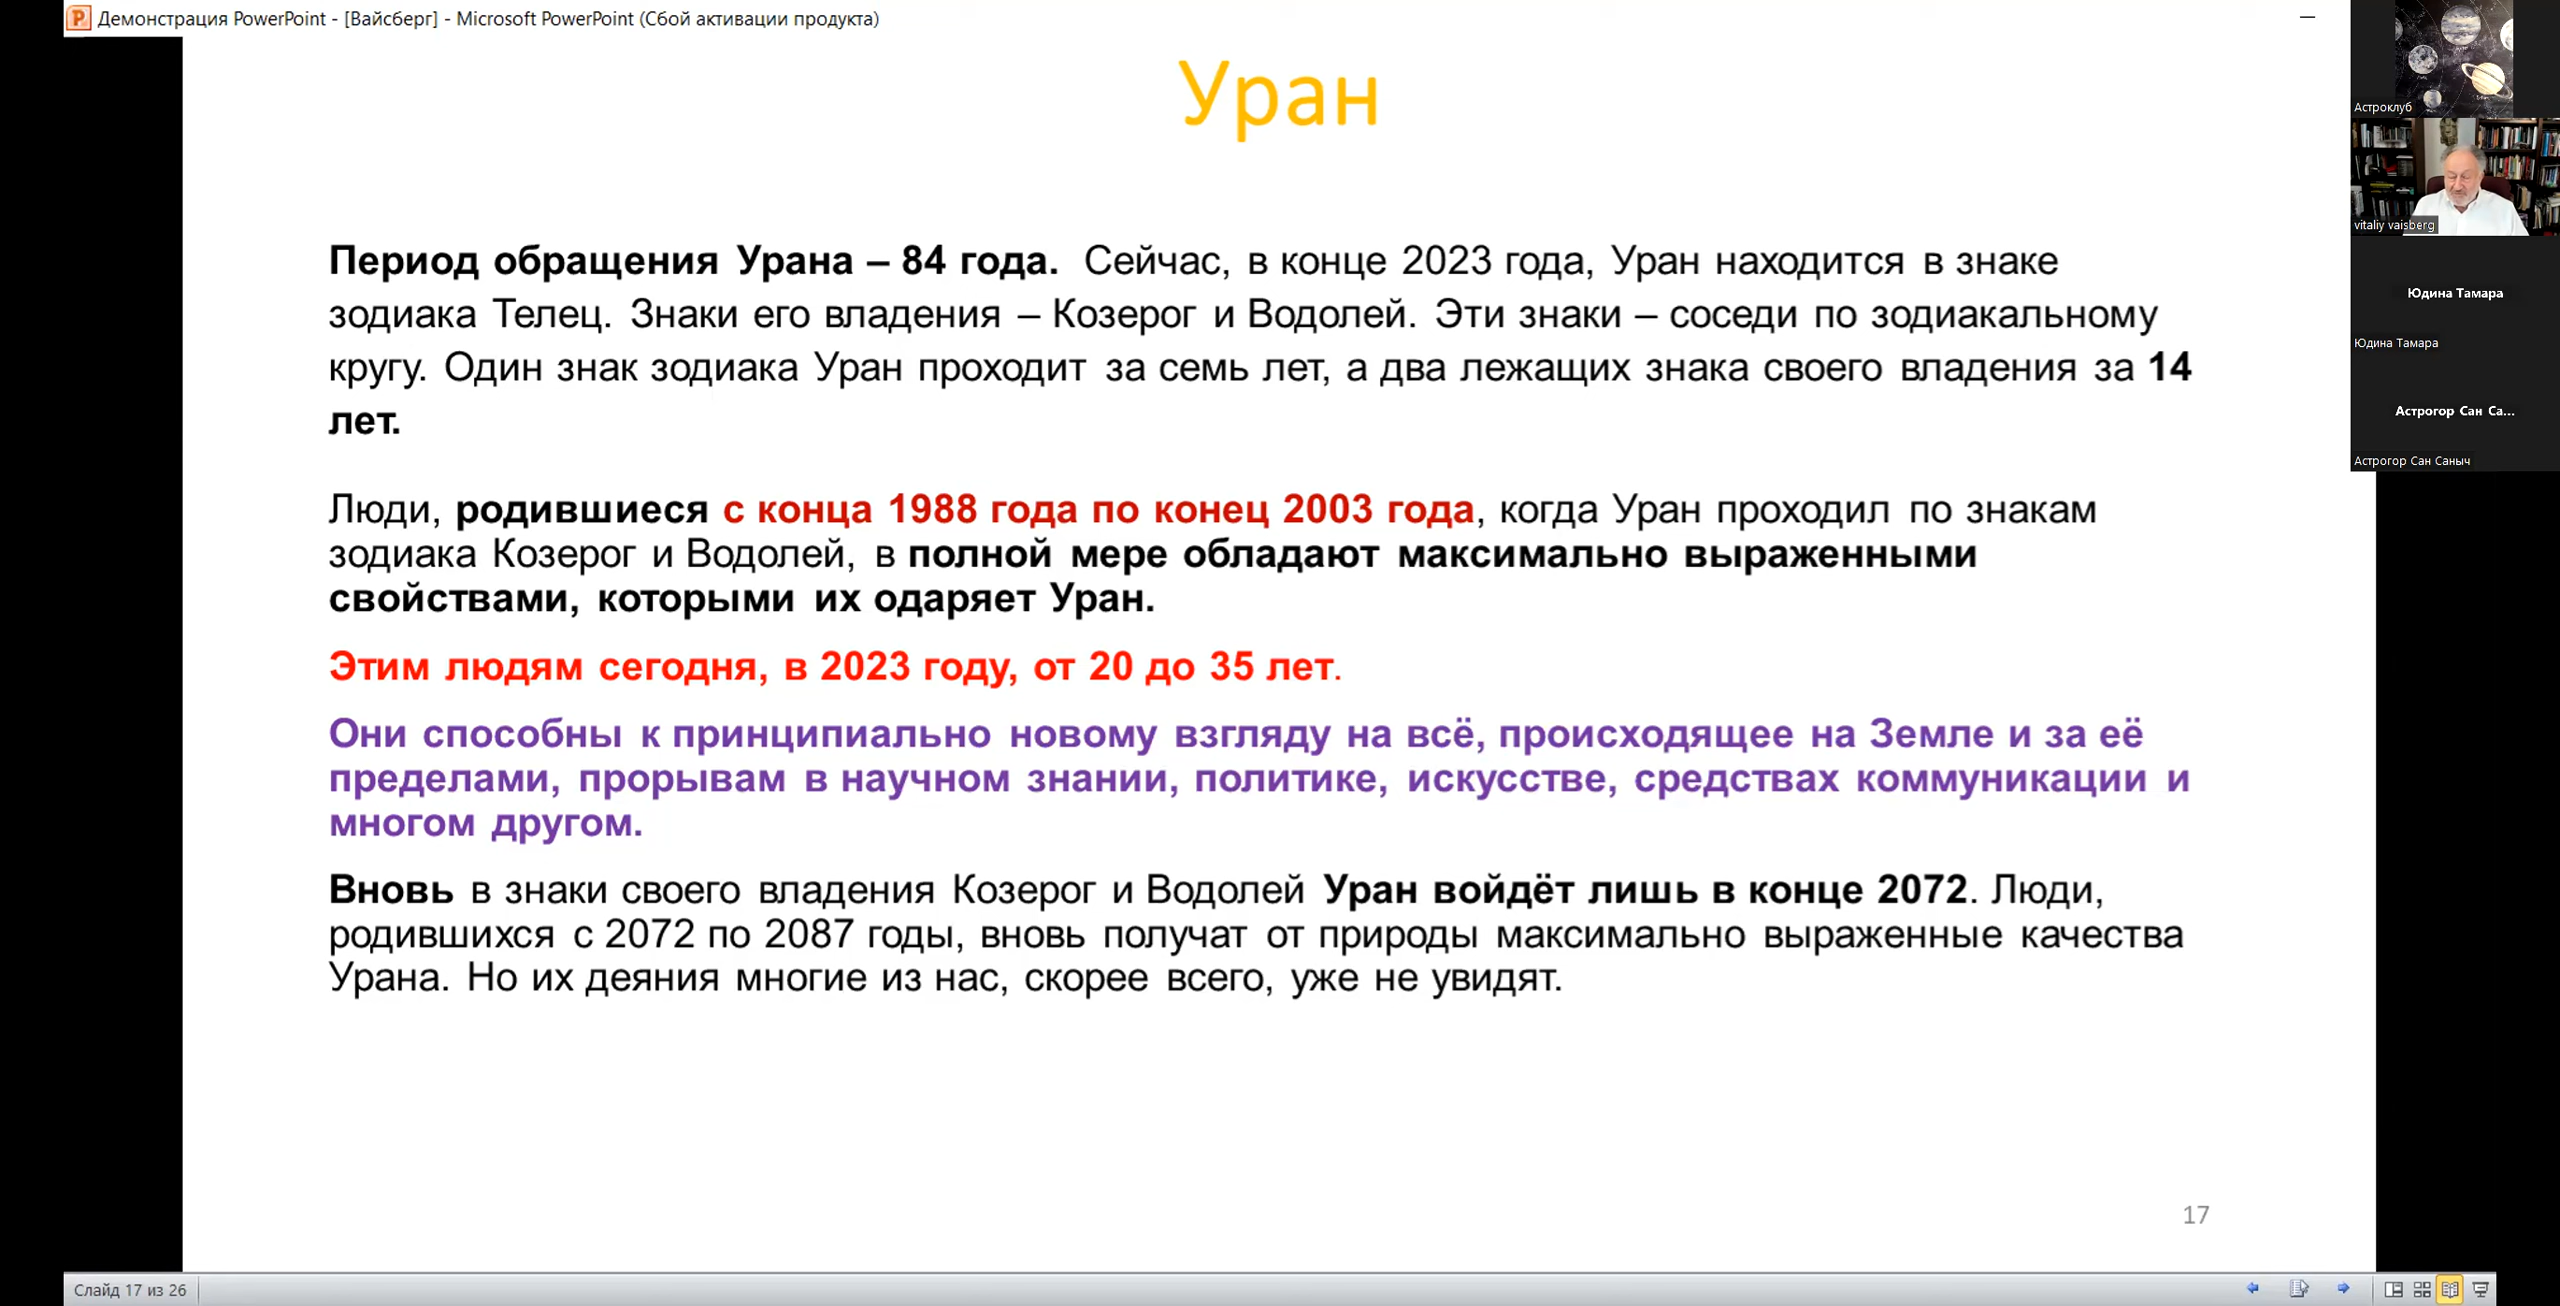 Демонстрация PowerPoint - [Вайсберг] - Microsoft PowerPoint (Сбой активации продукта)
Уран
Период обращения Урана – 84 года. Сейчас, в конце 2023 года, Уран находится в знаке
зодиака Телец. Знаки его владения – Козерог и Водолей. Эти знаки – соседи по зодиакальному
кругу. Один знак зодиака Уран проходит за семь лет, а два лежащих знака своего владения за 14
лет.
Люди, родившиеся с конца 1988 года по конец 2003 года, когда Уран проходил по знакам
зодиака Козерог и Водолей, в полной мере обладают максимально выраженными
свойствами, которыми их одаряет Уран.
Этим людям сегодня, в 2023 году, от 20 до 35 лет.
Они способны к принципиально новому взгляду на всё, происходящее на Земле и за её
пределами, прорывам в научном знании, политике, искусстве, средствах коммуникации и
многом другом.
Вновь в знаки своего владения Козерог и Водолей Уран войдёт лишь в конце 2072. Люди,
родившихся с 2072 по 2087 годы, вновь получат от природы максимально выраженные качества
Урана. Но их деяния многие из нас, скорее всего, уже не увидят.
17
Слайд 17 из 26
Астроклуб
vitaliy vaisberg
Юдина Тамара
Юдина Тамара
Астрогор Сан Са...
Астрогор Сан Саныч